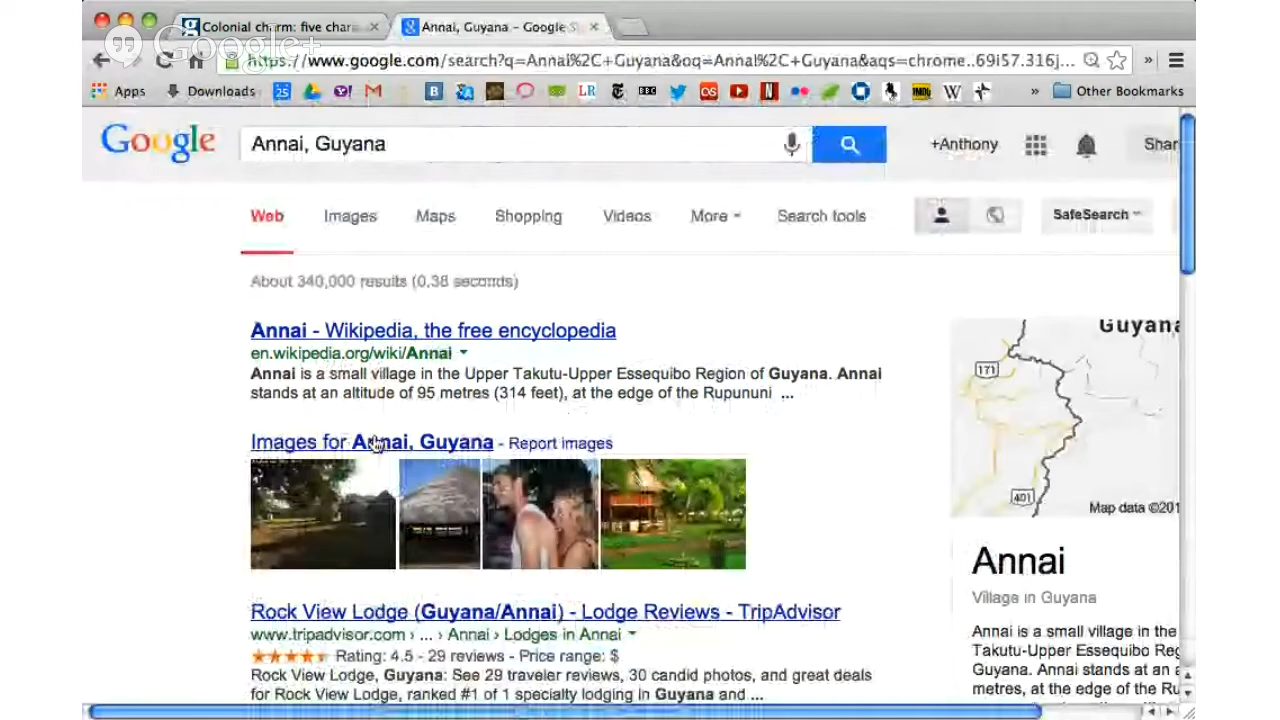 Colonial charm: five char
Annai, Guyana - Google S
Google+
https://www.google.com/search?q=Annai%2C+Guyana&oq=Annai%2C+Guyana&aqs=chrome..69i57.316j...
Apps
Downloads
Other Bookmarks
Google
Annai, Guyana
+Anthony
Shar
Web
Images
Maps
Shopping
Videos
More
Search tools
SafeSearch
About 340,000 results (0.38 seconds)
Annai - Wikipedia, the free encyclopedia
en.wikipedia.org/wiki/Annai
Annai is a small village in the Upper Takutu-Upper Essequibo Region of Guyana. Annai
stands at an altitude of 95 metres (314 feet), at the edge of the Rupununi ...
Images for Annai, Guyana - Report images
Rock View Lodge (Guyana/Annai) - Lodge Reviews - TripAdvisor
www.tripadvisor.com › ... › Annai › Lodges in Annai
Rating: 4.5 - 29 reviews - Price range: $
Rock View Lodge, Guyana: See 29 traveler reviews, 30 candid photos, and great deals
for Rock View Lodge, ranked #1 of 1 specialty lodging in Guyana and ...
Guyana
171
401
Map data ©201
Annai
Village in Guyana
Annai is a small village in the
Takutu-Upper Essequibo Reg
Guyana. Annai stands at an a
metres, at the edge of the Ru